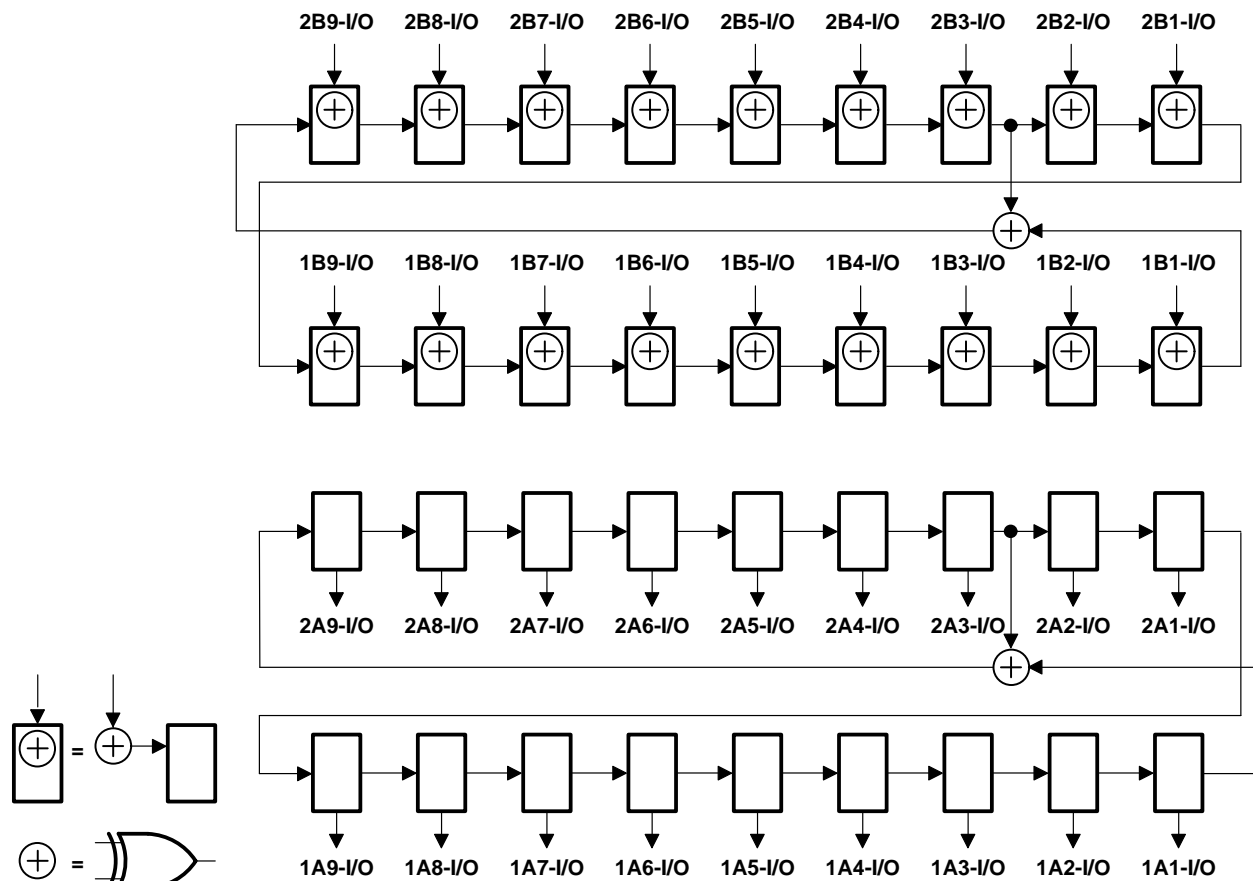 2B9-I/O 2B8-I/O 2B7-I/O 2B6-I/O 2B5-I/O 2B4-I/O 2B3-I/O 2B2-I/O 2B1-I/O
1B9-I/O 1B8-I/O 1B7-I/O 1B6-I/O 1B5-I/O 1B4-I/O 1B3-I/O 1B2-I/O 1B1-I/O
2A9-I/O 2A8-I/O 2A7-I/O 2A6-I/O 2A5-I/O 2A4-I/O 2A3-I/O 2A2-I/O 2A1-I/O
=
=
1A9-I/O 1A8-I/O 1A7-I/O 1A6-I/O 1A5-I/O 1A4-I/O 1A3-I/O 1A2-I/O 1A1-I/O